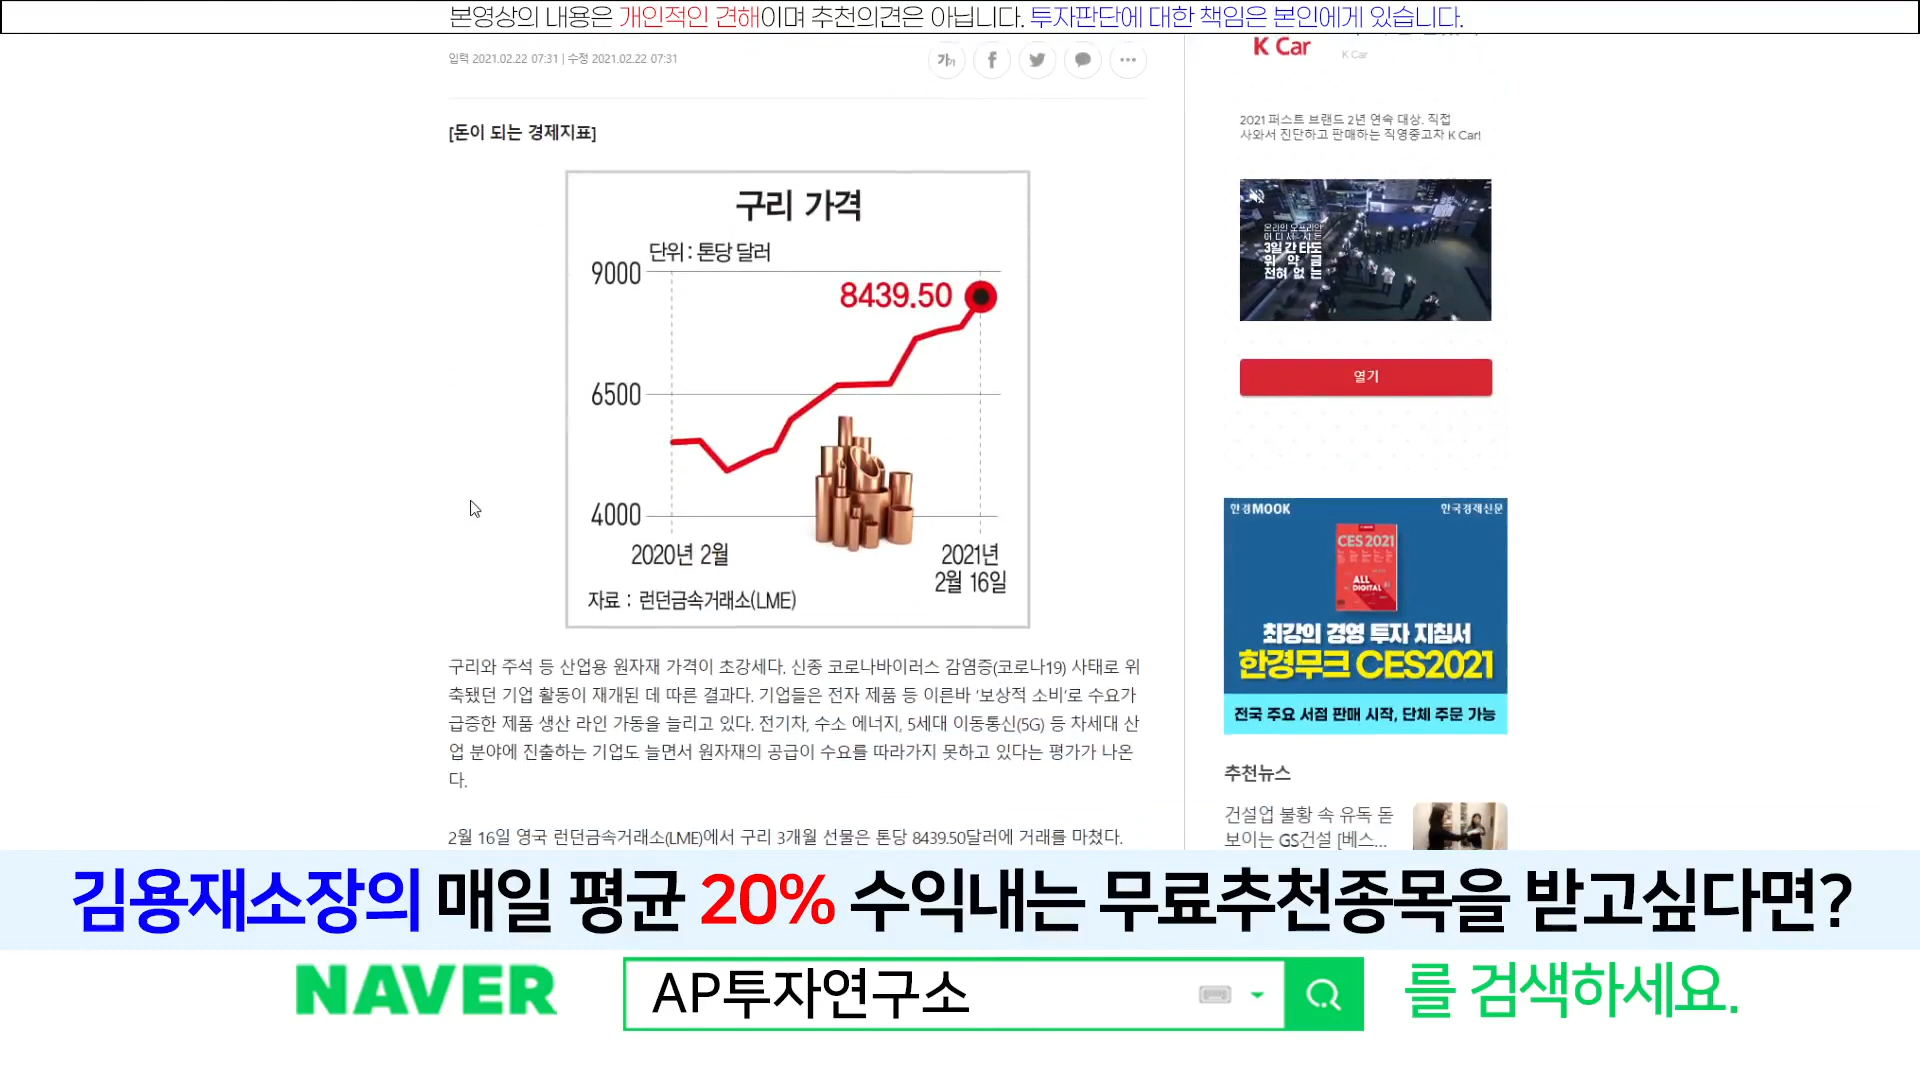 본영상의 내용은 개인적인 견해이며 추천의견은 아닙니다. 투자판단에 대한 책임은 본인에게 있습니다.
입력 2021.02.22 07:31 | 수정 2021.02.22 07:31
가
[돈이 되는 경제지표]
구리 가격
단위 : 톤당 달러
9000
8439.50
6500
4000
2020년 2월
2021년
2월 16일
자료 : 런던금속거래소(LME)
구리와 주석 등 산업용 원자재 가격이 초강세다. 신종 코로나바이러스 감염증(코로나19) 사태로 위
축됐던 기업 활동이 재개된 데 따른 결과다. 기업들은 전자 제품 등 이른바 ‘보상적 소비’로 수요가
급증한 제품 생산 라인 가동을 늘리고 있다. 전기차, 수소 에너지, 5세대 이동통신(5G) 등 차세대 산
업 분야에 진출하는 기업도 늘면서 원자재의 공급이 수요를 따라가지 못하고 있다는 평가가 나온
다.
2월 16일 영국 런던금속거래소(LME)에서 구리 3개월 선물은 톤당 8439.50달러에 거래를 마쳤다.
K Car
K Car
2021 퍼스트 브랜드 2년 연속 대상. 직접
사와서 진단하고 판매하는 직영중고차 K Car!
3일간 타도
위 약 금
전혀 없 는
열기
한경MOOK
한국경제신문
CES 2021
ALL
DIGITAL
최강의 경영 투자 지침서
한경무크 CES2021
전국 주요 서점 판매 시작, 단체 주문 가능
추천뉴스
건설업 불황 속 유독 돋
보이는 GS건설 [베스...
김용재소장의 매일 평균 20% 수익내는 무료추천종목을 받고싶다면?
NAVER
AP투자연구소
를 검색하세요.